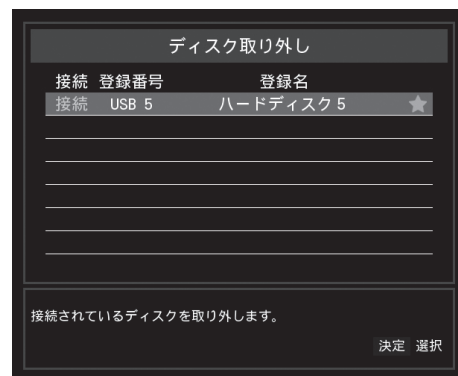 ディスク取り外し
接続 登録番号 登録名
接続 USB 5 ハードディスク5 ★
接続されているディスクを取り外します。
決定 選択